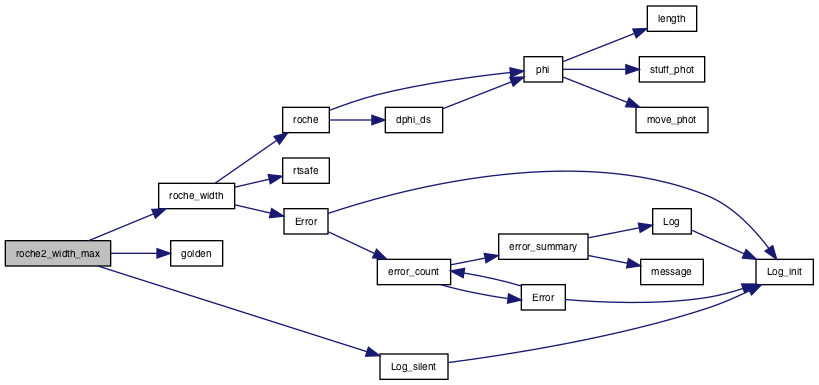 length
phi
stuff_phot
roche
dphi_ds
move_phot
rtsafe
roche_width
Error
Log
error_summary
roche2_width_max
golden
error_count
message
Log_init
Error
Log_silent